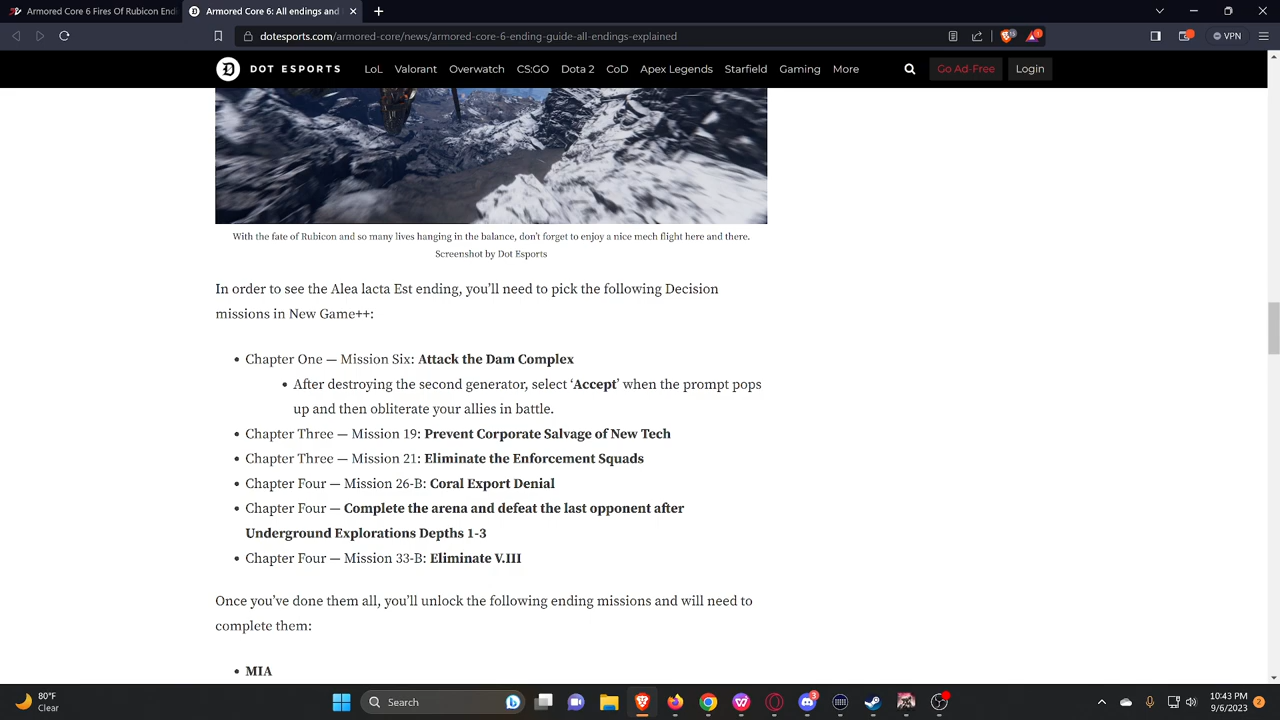 Armored Core 6 Fires Of Rubicon Endi
Armored Core 6: All endings and
dotesports.com/armored-core/news/armored-core-6-ending-guide-all-endings-explained
15
1
VPN
DOT ESPORTS
LoL Valorant Overwatch CS:GO Dota 2 CoD Apex Legends Starfield Gaming More
Go Ad-Free Login
With the fate of Rubicon and so many lives hanging in the balance, don't forget to enjoy a nice mech flight here and there.
Screenshot by Dot Esports
In order to see the Alea Iacta Est ending, you'll need to pick the following Decision
missions in New Game++:
• Chapter One — Mission Six: Attack the Dam Complex
• After destroying the second generator, select 'Accept' when the prompt pops
up and then obliterate your allies in battle.
• Chapter Three — Mission 19: Prevent Corporate Salvage of New Tech
• Chapter Three — Mission 21: Eliminate the Enforcement Squads
• Chapter Four — Mission 26-B: Coral Export Denial
• Chapter Four — Complete the arena and defeat the last opponent after
Underground Explorations Depths 1-3
• Chapter Four — Mission 33-B: Eliminate V.III
Once you've done them all, you'll unlock the following ending missions and will need to
complete them:
• MIA
80°F
Clear
Search
3
10:43 PM
9/6/2023
2